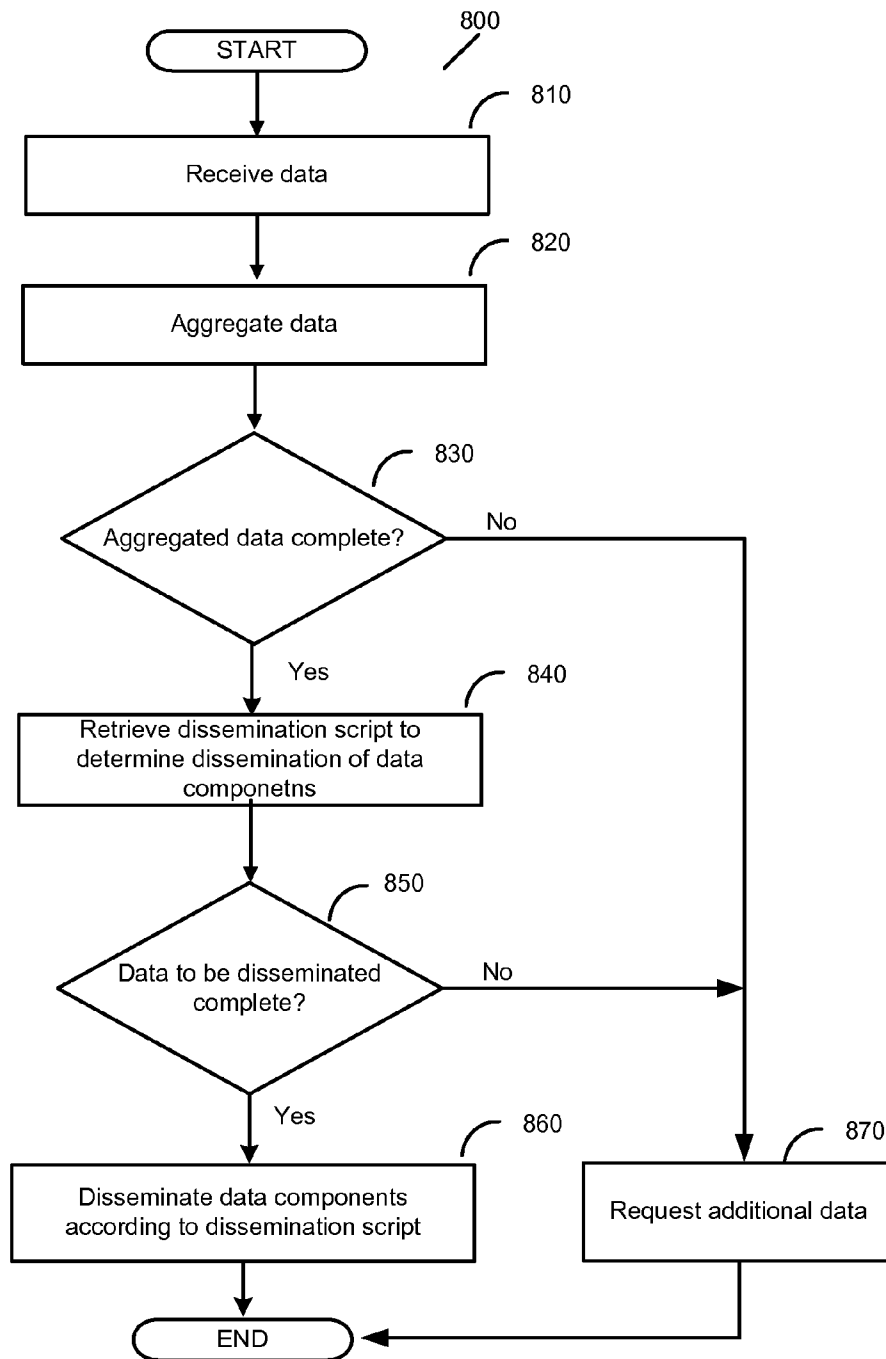 START
800
810
Receive data
820
Aggregate data
830
Aggregated data complete?
No
Yes
840
Retrieve dissemination script to
determine dissemination of data
componetns
850
Data to be disseminated
complete?
No
Yes
860
Disseminate data components
according to dissemination script
870
Request additional data
END